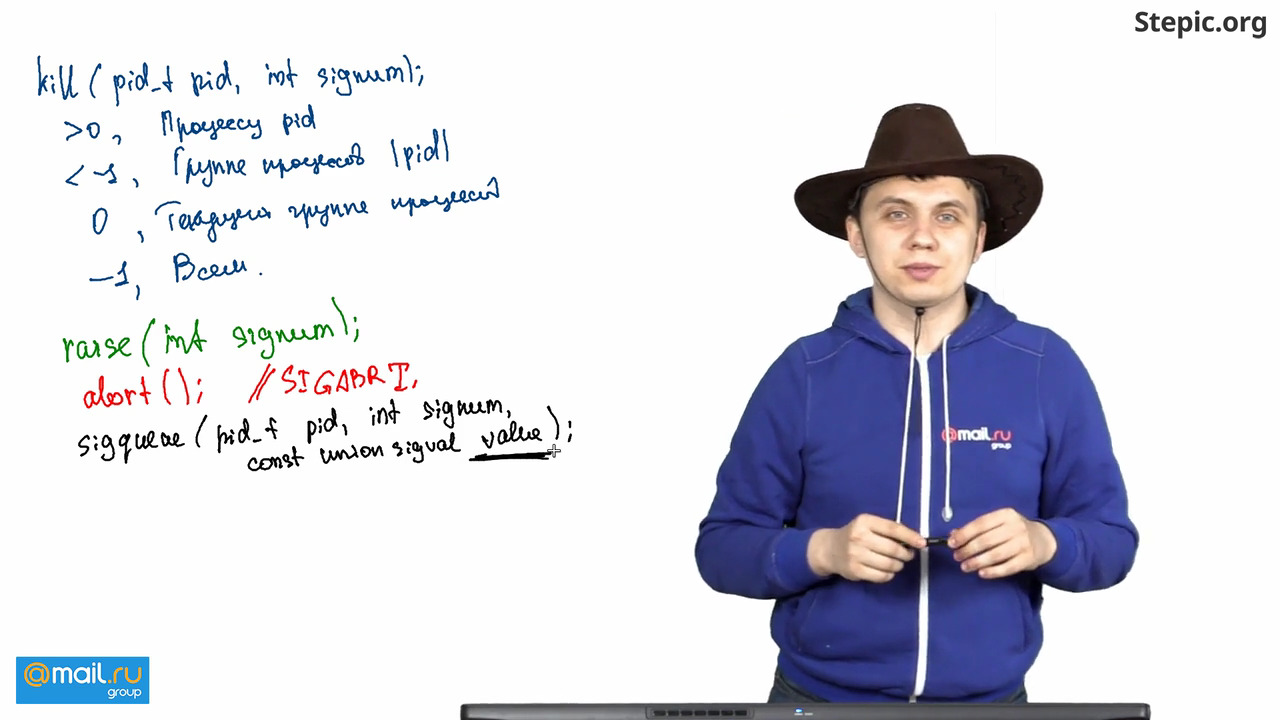 Stepic.org
kill ( pid_t pid, int signum);
>0, Процессу pid
< -1, Группе процессов |pid|
0, Текущей группе процессов
-1, Всем.
raise ( int signum);
abort ( ); // SIGABRT,
sigqueue ( pid_t pid, int signum,
const union sigval value );
@mail.ru
group
@mail.ru
group